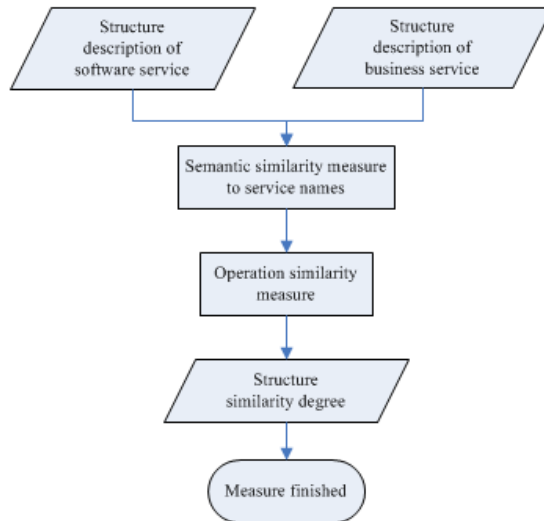 Structure
description of
software service
Structure
description of
business service
Semantic similarity measure
to service names
Operation similarity
measure
Structure
similarity degree
Measure finished